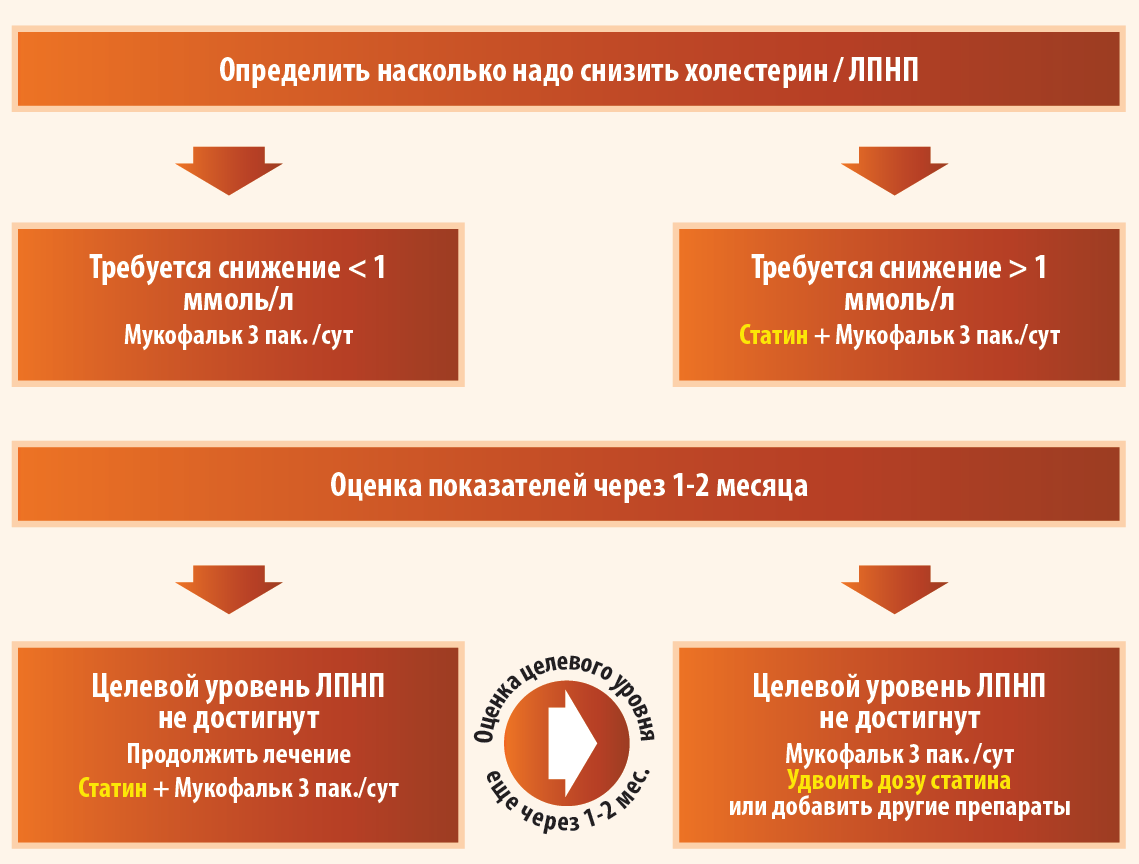 Определить насколько надо снизить холестерин / ЛПНП
Требуется снижение < 1
ммоль/л
Мукофальк 3 пак. /сут
Требуется снижение > 1
ммоль/л
Статин + Мукофальк 3 пак./сут
Оценка показателей через 1-2 месяца
Целевой уровень ЛПНП
не достигнут
Продолжить лечение
Статин + Мукофальк 3 пак./сут
Оценка целевого уровня
еще через 1-2 мес.
Целевой уровень ЛПНП
не достигнут
Мукофальк 3 пак. /сут
Удвоить дозу статина
или добавить другие препараты